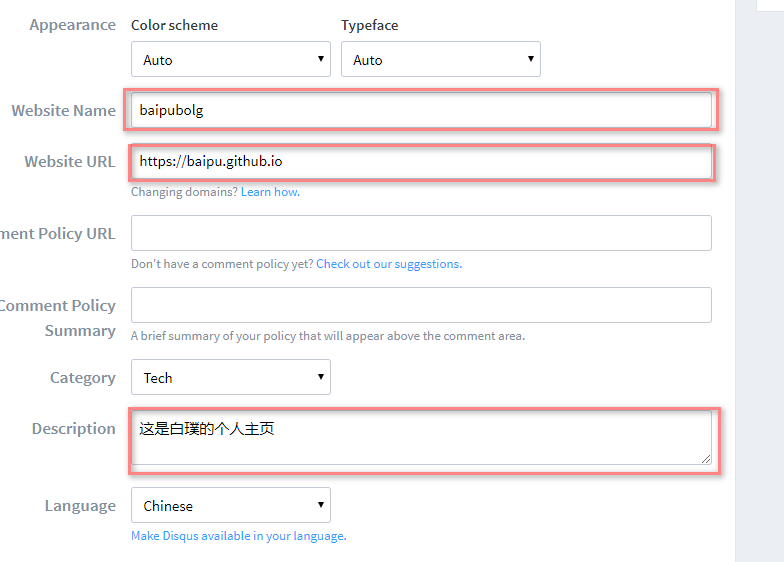 Appearance
Color scheme
Typeface
Auto
Auto
Website Name
baipubolg
Website URL
https://baipu.github.io
Changing domains? Learn how.
ment Policy URL
Don't have a comment policy yet? Check out our suggestions.
Comment Policy
Summary
A brief summary of your policy that will appear above the comment area.
Category
Tech
Description
这是白璞的个人主页
Language
Chinese
Make Disqus available in your language.